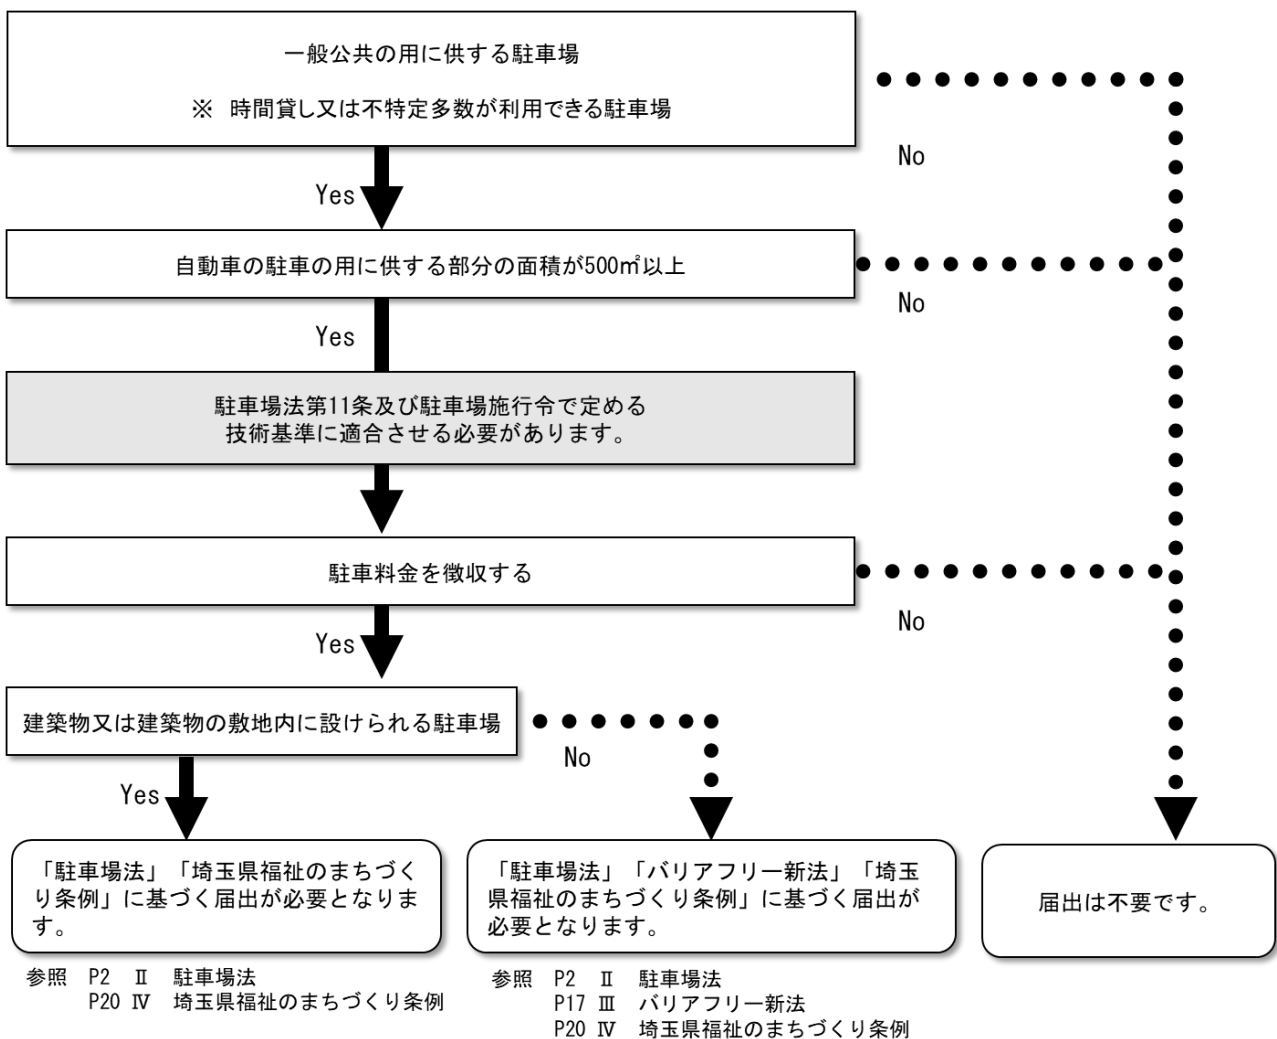 一般公共の用に供する駐車場
※　時間貸し又は不特定多数が利用できる駐車場
No
Yes
自動車の駐車の用に供する部分の面積が500㎡以上
No
Yes
駐車場法第11条及び駐車場施行令で定める
技術基準に適合させる必要があります。
駐車料金を徴収する
No
Yes
建築物又は建築物の敷地内に設けられる駐車場
No
Yes
「駐車場法」「埼玉県福祉のまちづく
り条例」に基づく届出が必要となりま
す。
「駐車場法」「バリアフリー新法」「埼玉
県福祉のまちづくり条例」に基づく届出が
必要となります。
届出は不要です。
参照　P2　Ⅱ　駐車場法
P20 Ⅳ　埼玉県福祉のまちづくり条例
参照　P2　Ⅱ　駐車場法
P17 Ⅲ　バリアフリー新法
P20 Ⅳ　埼玉県福祉のまちづくり条例